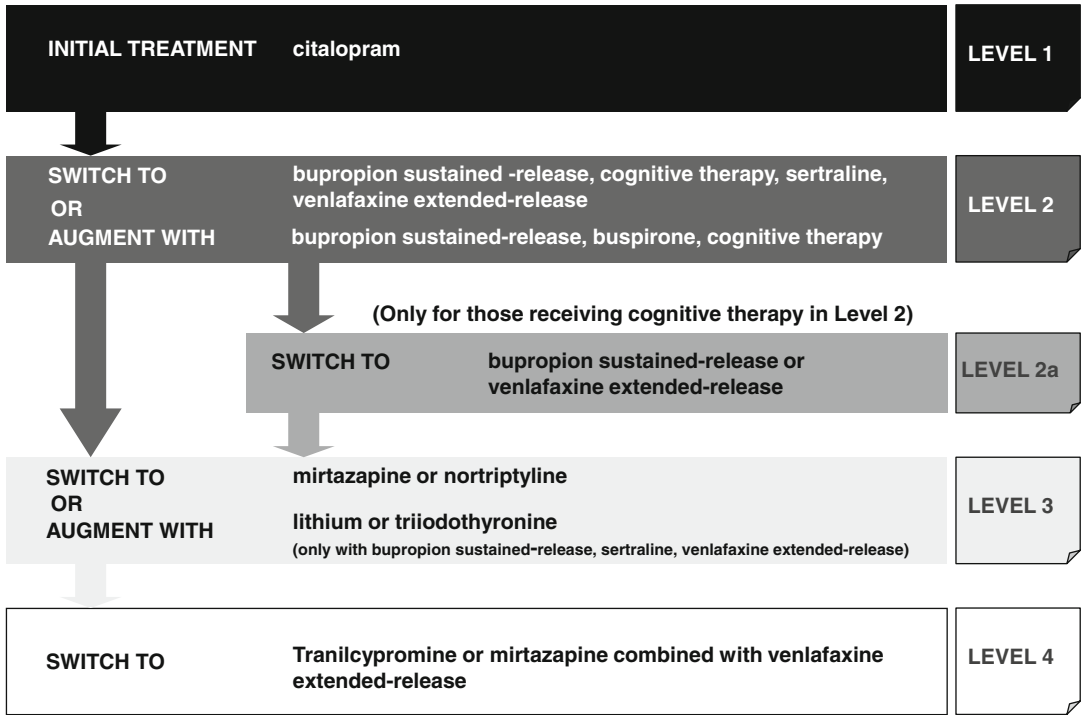 INITIAL TREATMENT citalopram
LEVEL 1
SWITCH TO bupropion sustained -release, cognitive therapy, sertraline,
venlafaxine extended-release
OR
LEVEL 2
AUGMENT WITH bupropion sustained-release, buspirone, cognitive therapy
(Only for those receiving cognitive therapy in Level 2)
SWITCH TO bupropion sustained-release or
venlafaxine extended-release
LEVEL 2a
SWITCH TO mirtazapine or nortriptyline
OR
LEVEL 3
AUGMENT WITH lithium or triiodothyronine
(only with bupropion sustained-release, sertraline, venlafaxine extended-release)
SWITCH TO Tranilcypromine or mirtazapine combined with venlafaxine
extended-release
LEVEL 4